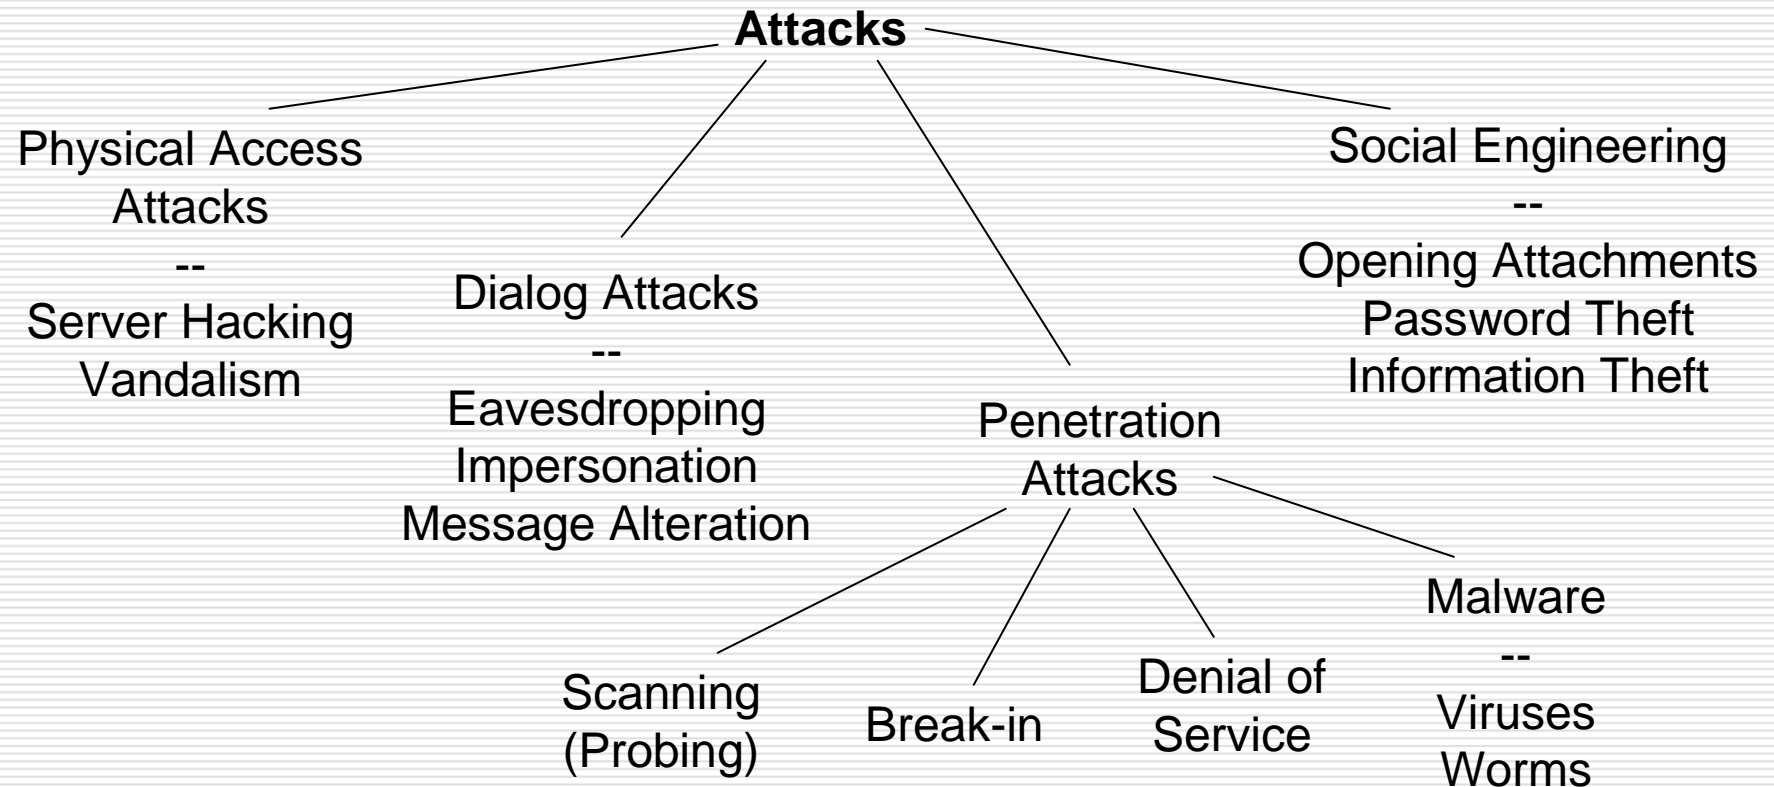 Attacks
Physical Access
Attacks
--
Server Hacking
Vandalism
Dialog Attacks
--
Eavesdropping
Impersonation
Message Alteration
Penetration
Attacks
Social Engineering
--
Opening Attachments
Password Theft
Information Theft
Scanning
(Probing)
Break-in
Denial of
Service
Malware
--
Viruses
Worms